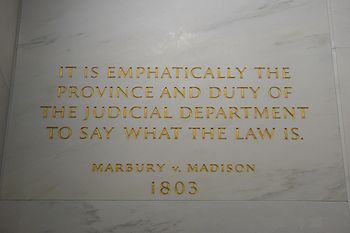 IT IS EMPHATICALLY THE
PROVINCE AND DUTY OF
THE JUDICIAL DEPARTMENT
TO SAY WHAT THE LAW IS.
MARBURY v. MADISON
1803